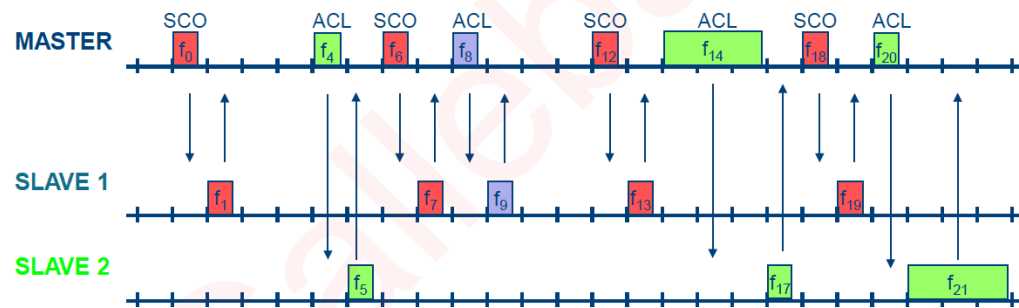 SCO ACL SCO ACL SCO ACL SCO ACL
MASTER f0 f4 f6 f8 f12 f14 f18 f20
SLAVE 1 f1 f7 f9 f13 f19
SLAVE 2 f5 f17 f21